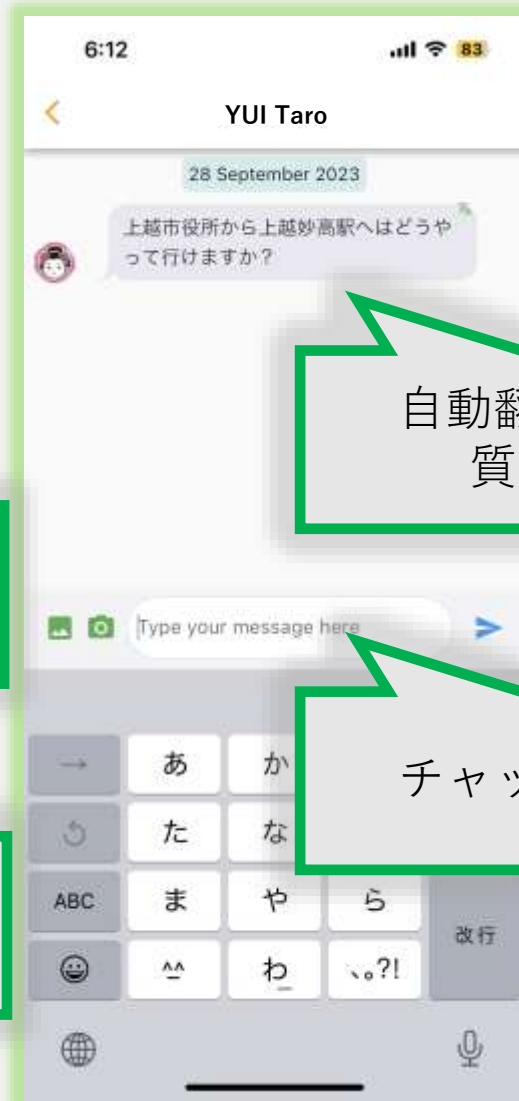 6:12
83
YUI Taro
28 September 2023
上越市役所から上越妙高駅へはどうや
って行けますか?
自動翻
質
Type your message here
チャッ
→ あ か
た な
ABC ま や ら
改行
^^ わ 、。?!